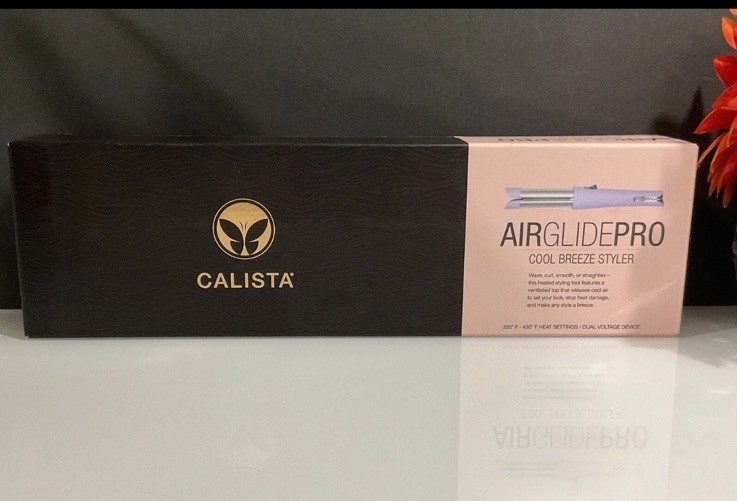 CALISTA
AIRGLIDEPRO
COOL BREEZE STYLER
Wave, curl, smooth, or straighten–
this heated styling tool features a
ventilated top that releases cool air
to set your look, stop heat damage,
and make any style a breeze.
320° F - 430° F HEAT SETTINGS / DUAL VOLTAGE DEVICE